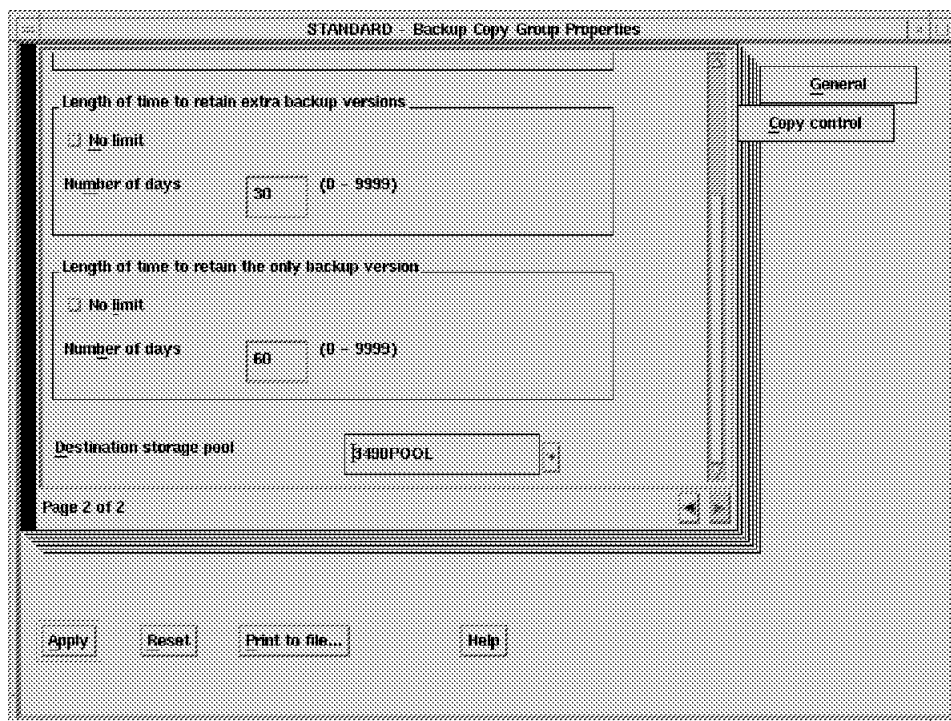 STANDARD - Backup Copy Group Properties
General
Copy control
Length of time to retain extra backup versions
No limit
Number of days 30 (0 - 9999)
Length of time to retain the only backup version
No limit
Number of days 60 (0 - 9999)
Destination storage pool 3490POOL
Page 2 of 2
Apply Reset Print to file... Help